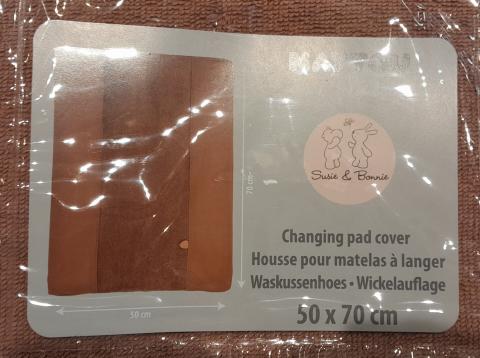 Susie & Bonnie
Changing pad cover
Housse pour matelas à langer
Waskussenhoes • Wickelauflage
50 x 70 cm
70 cm
50 cm